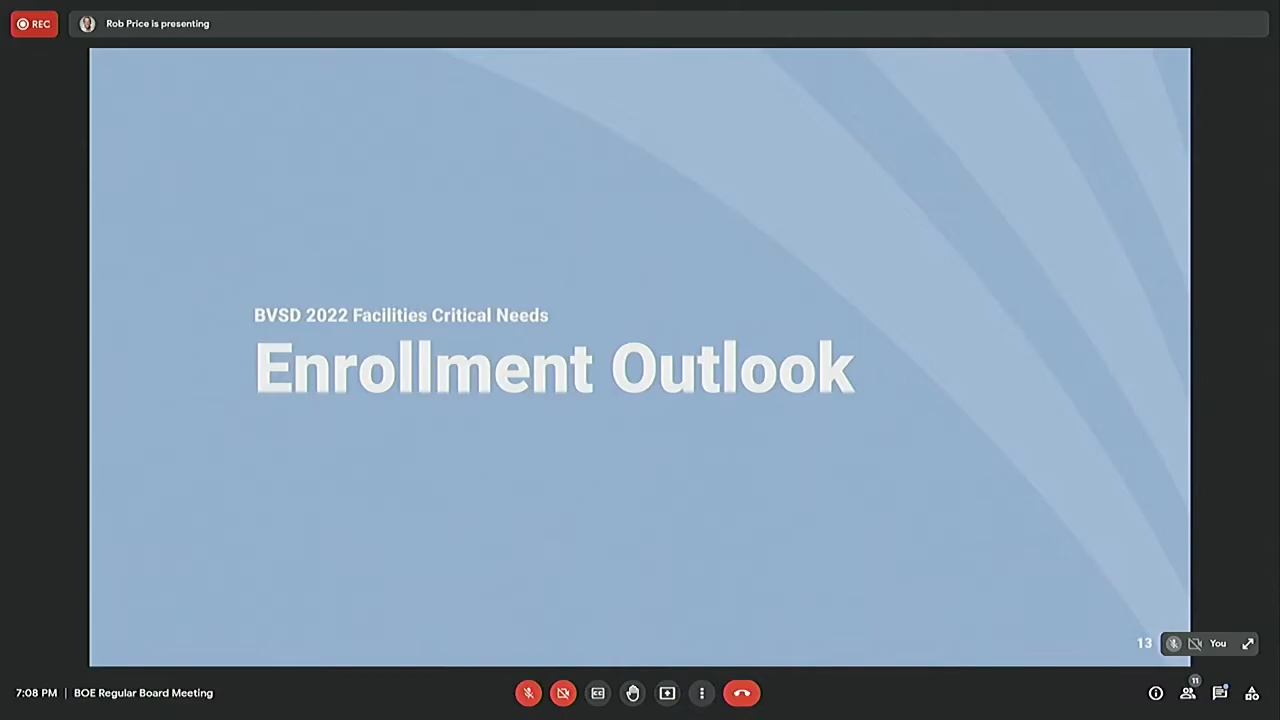 REC
Rob Price is presenting
BVSD 2022 Facilities Critical Needs
Enrollment Outlook
13
You
11
7:08 PM | BOE Regular Board Meeting